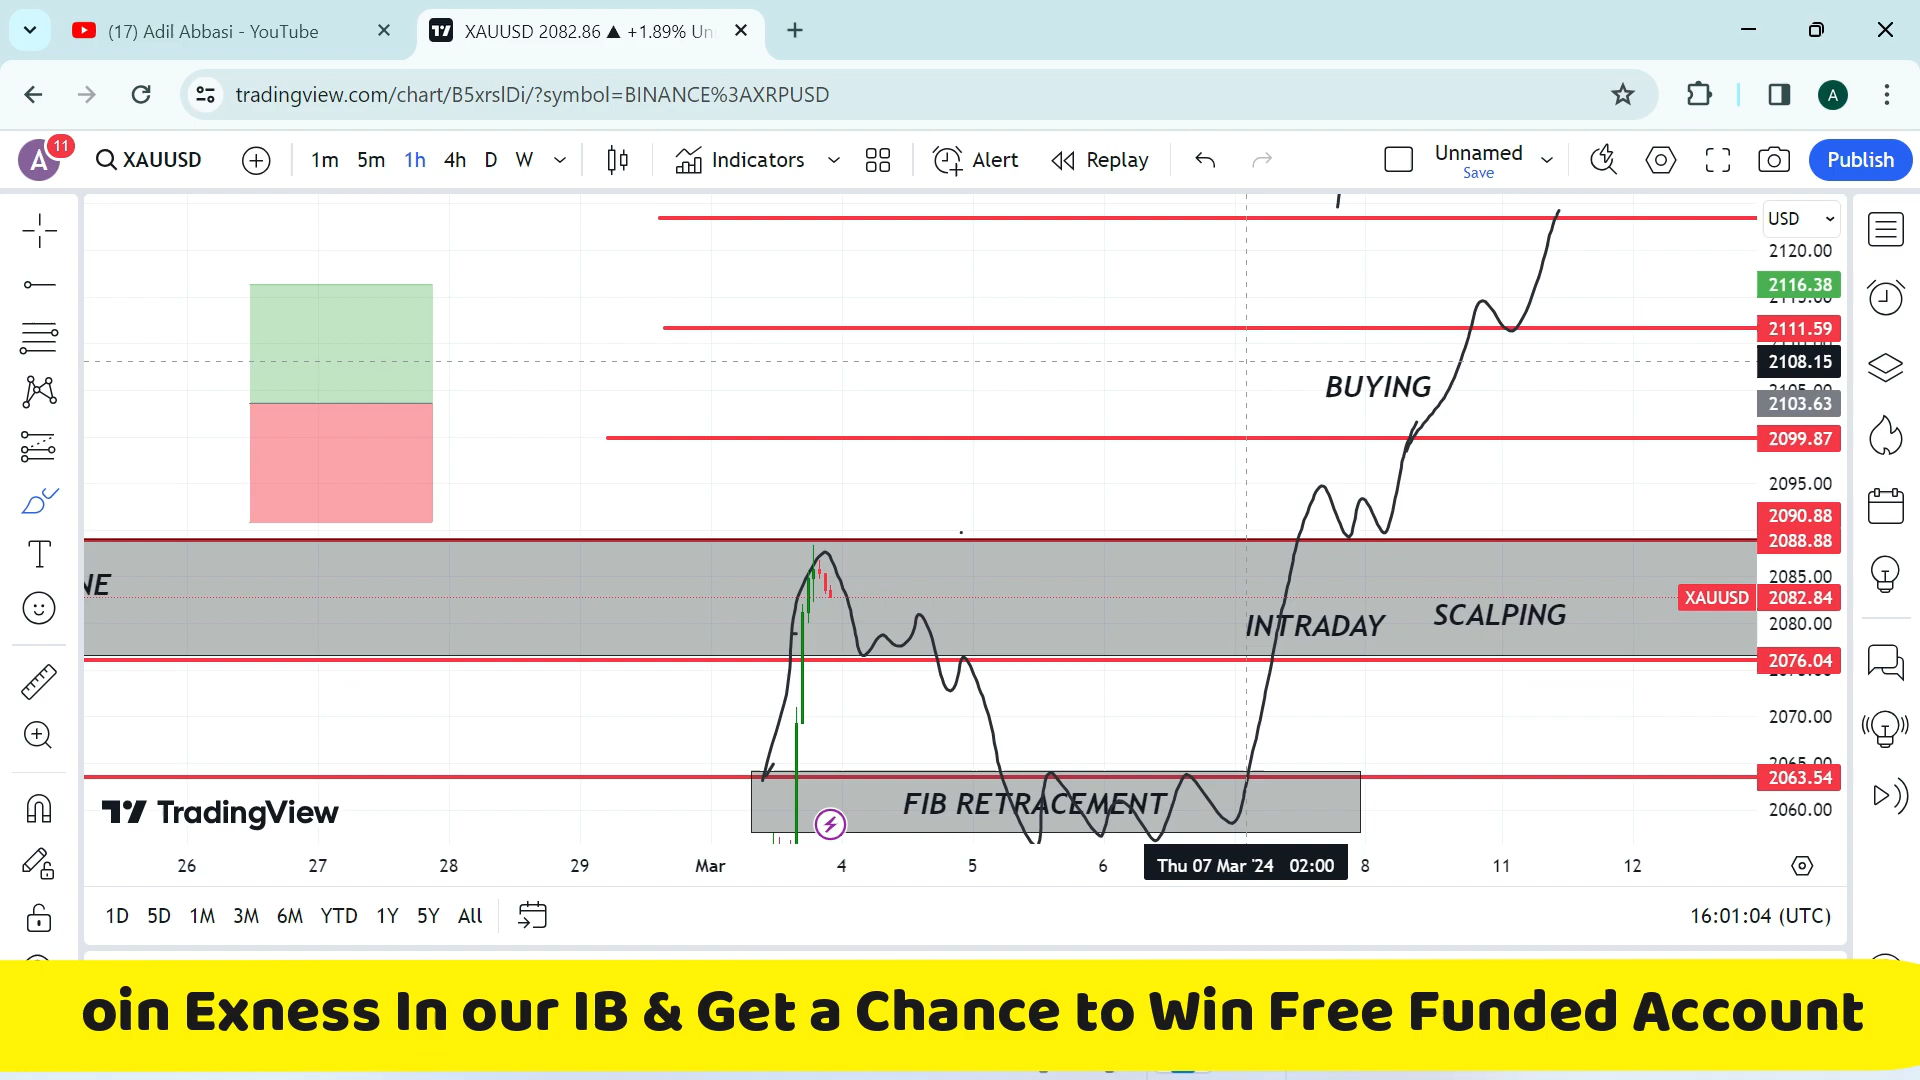 (17) Adil Abbasi - YouTube
XAUUSD 2082.86 ▲ +1.89% Un
tradingview.com/chart/B5xrslDi/?symbol=BINANCE%3AXRPUSD
A
A
11
XAUUSD
1m 5m 1h 4h D W
Indicators
Alert
Replay
Unnamed
Save
Publish
USD
2120.00
2116.38
2111.59
2108.15
2105.00
2103.63
2099.87
2095.00
2090.88
2088.88
2085.00
XAUUSD 2082.84
2080.00
2076.04
2070.00
2063.54
2060.00
BUYING
NE
INTRADAY
SCALPING
FIB RETRACEMENT
TradingView
26 27 28 29 Mar 4 5 6 Thu 07 Mar '24 02:00 8 11 12
1D 5D 1M 3M 6M YTD 1Y 5Y All
16:01:04 (UTC)
oin Exness In our IB & Get a Chance to Win Free Funded Account